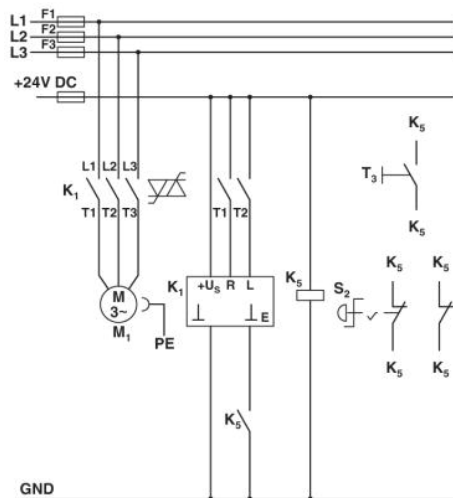 L1 F1
L2 F2
L3 F3
+24V DC
L1 L2 L3
K1
T1 T2 T3
M
3~
M1
PE
T1 T2
K1
+US R L
E
K5
K5
K5
T3
K5
S2
K5 K5
K5 K5
GND